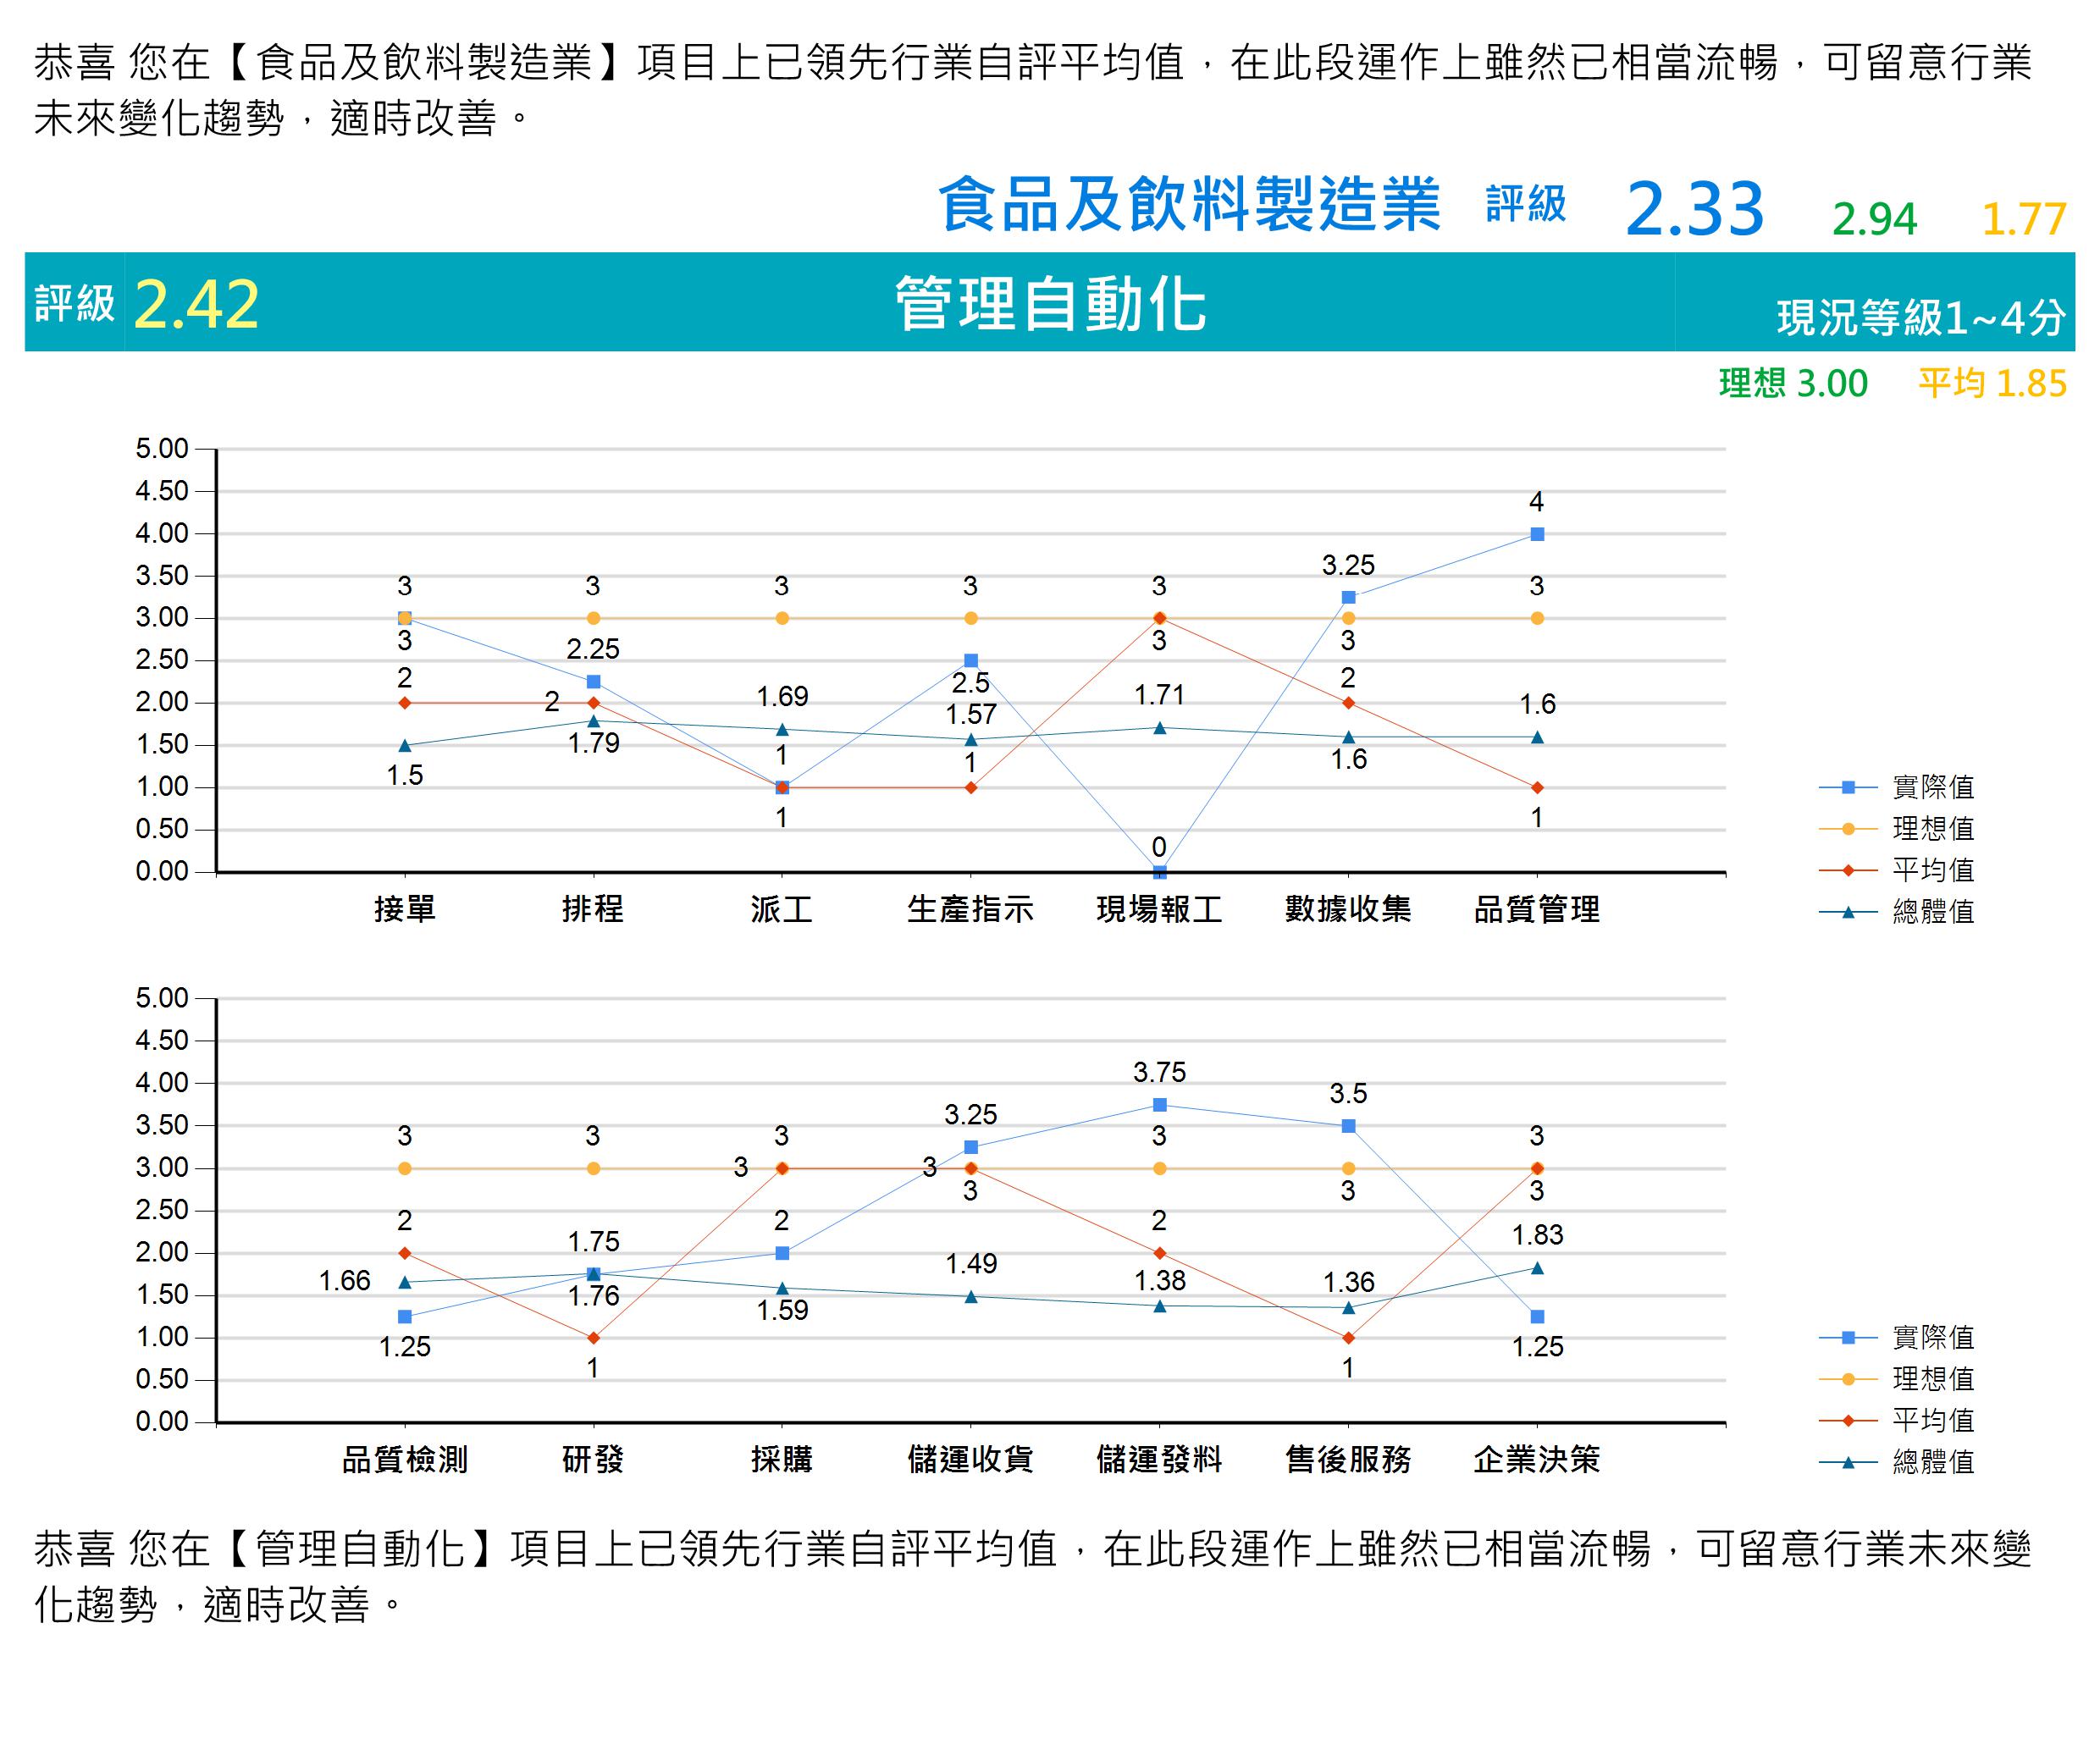 恭喜 您在【食品及飲料製造業】項目上已領先行業自評平均值，在此段運作上雖然已相當流暢，可留意行業
未來變化趨勢，適時改善。
食品及飲料製造業 評級 2.33 2.94 1.77
評級 2.42 管理自動化 現況等級1~4分
理想 3.00 平均 1.85
5.00
4.50
4
4.00
3.25
3.50
3 3 3 3 3 3
3.00
3 2.25 3 3
2.50
2 2.5 2
2.00
2 1.69 1.57 1.71 1.6
1.50
1.79 1 1 1.6
1.5
1.00
1 1
0.50
0
0.00
接單 排程 派工 生產指示 現場報工 數據收集 品質管理
實際值
理想值
平均值
總體值
5.00
4.50
4.00
3.75 3.5
3.50
3.25
3 3 3 3 3
3.00
3 3
3 3 3
2.50
2 2 2
2.00
1.75 1.83
1.66 1.49 1.38 1.36
1.50
1.76 1.59
1.00
1.25 1.25
1 1
0.50
0.00
品質檢測 研發 採購 儲運收貨 儲運發料 售後服務 企業決策
實際值
理想值
平均值
總體值
恭喜 您在【管理自動化】項目上已領先行業自評平均值，在此段運作上雖然已相當流暢，可留意行業未來變
化趨勢，適時改善。